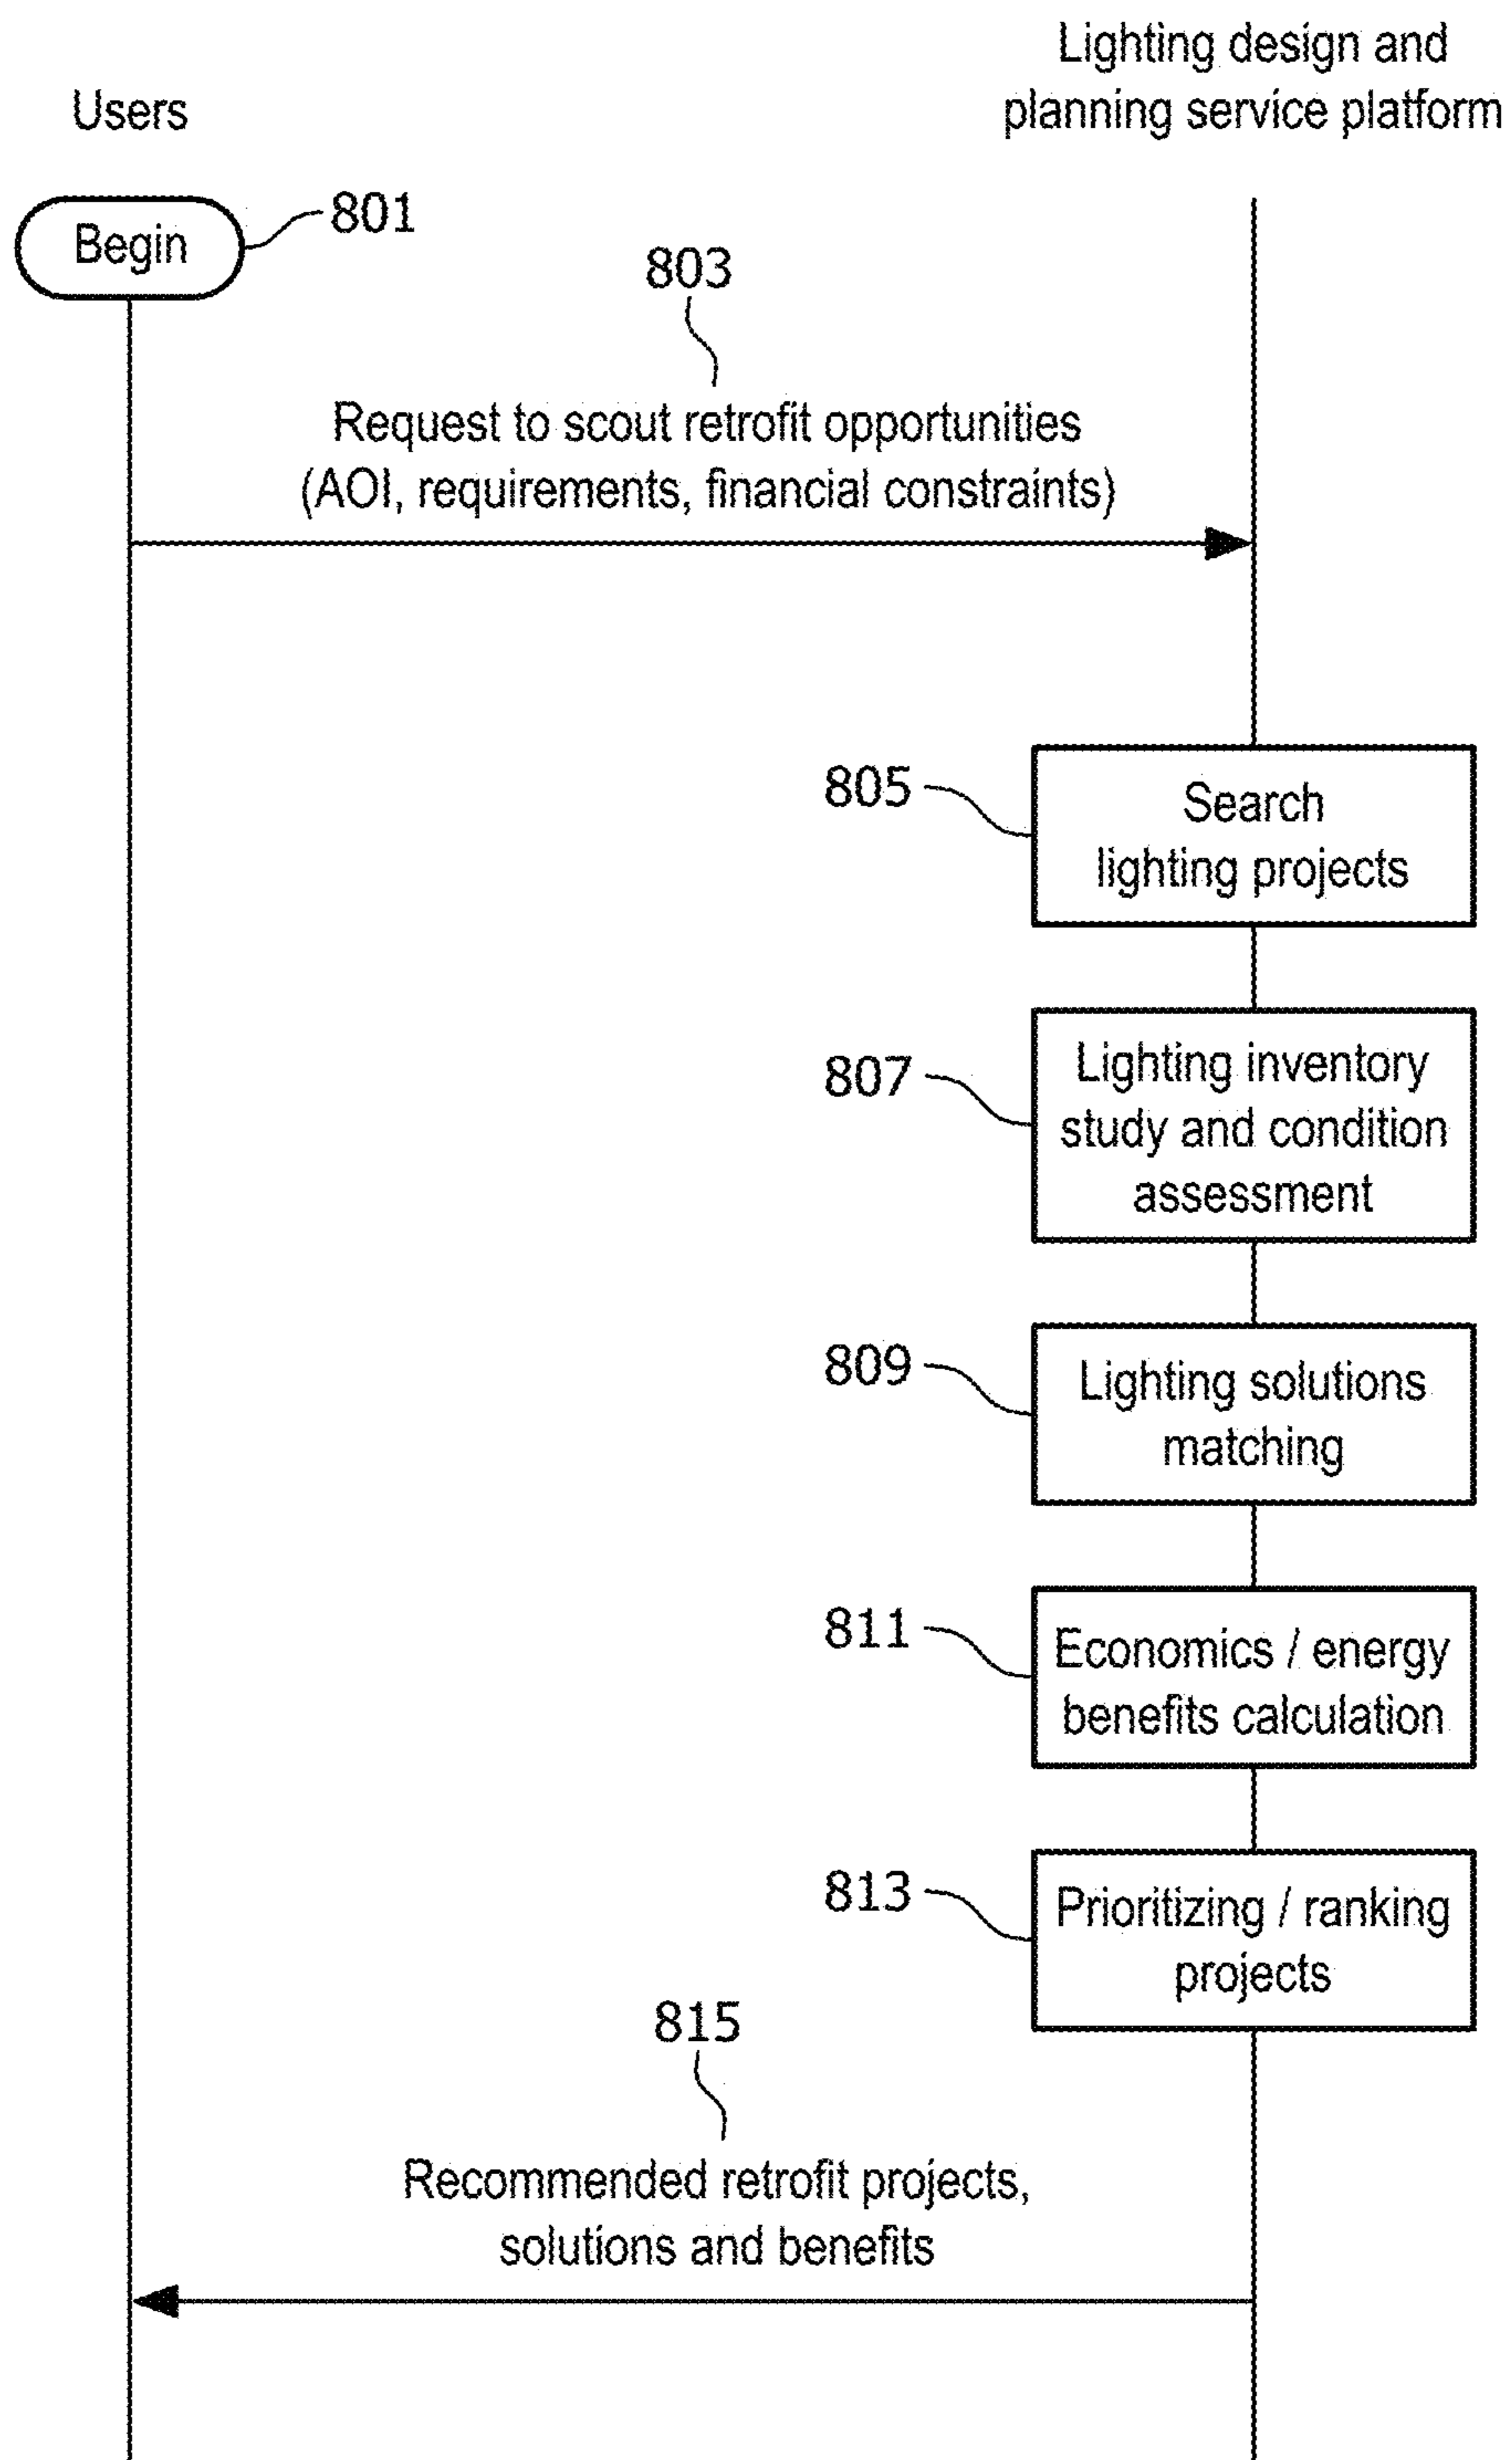 Users
Lighting design and
planning service platform
Begin
801
803
Request to scout retrofit opportunities
(AOI, requirements, financial constraints)
805
Search
lighting projects
807
Lighting inventory
study and condition
assessment
809
Lighting solutions
matching
811
Economics / energy
benefits calculation
813
Prioritizing / ranking
projects
815
Recommended retrofit projects,
solutions and benefits